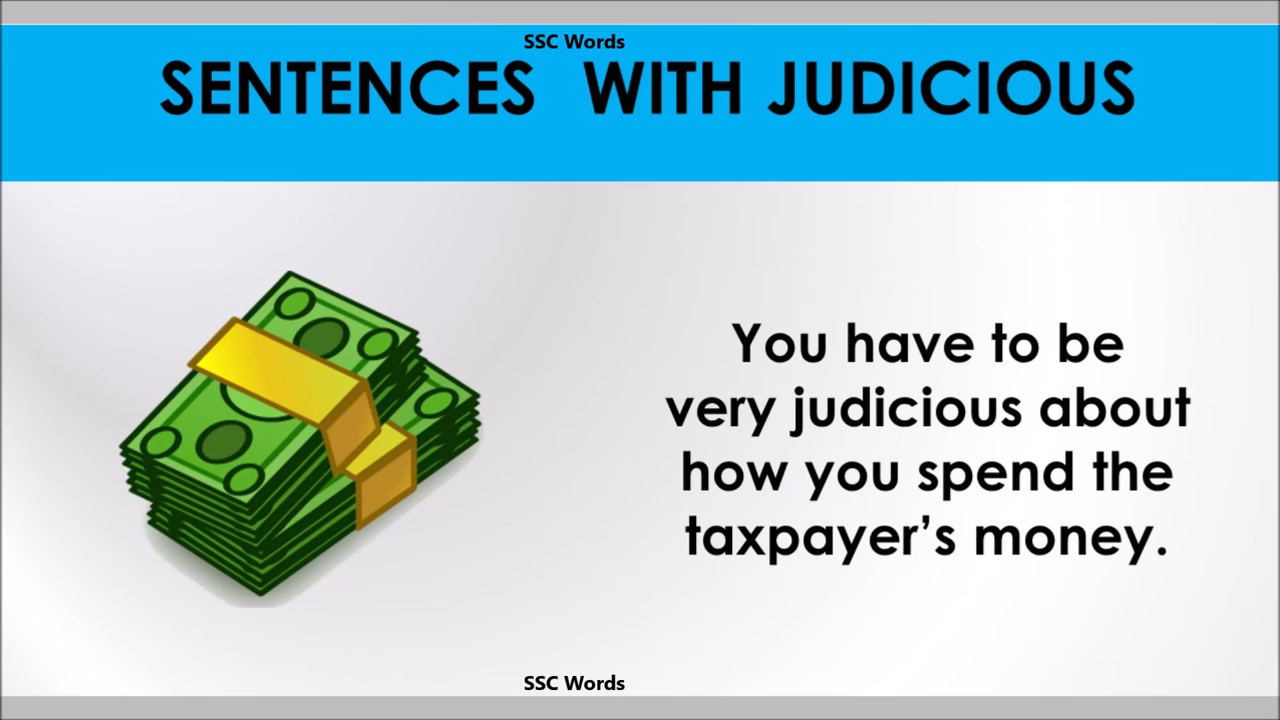 SSC Words
SENTENCES WITH JUDICIOUS
You have to be
very judicious about
how you spend the
taxpayer’s money.
SSC Words